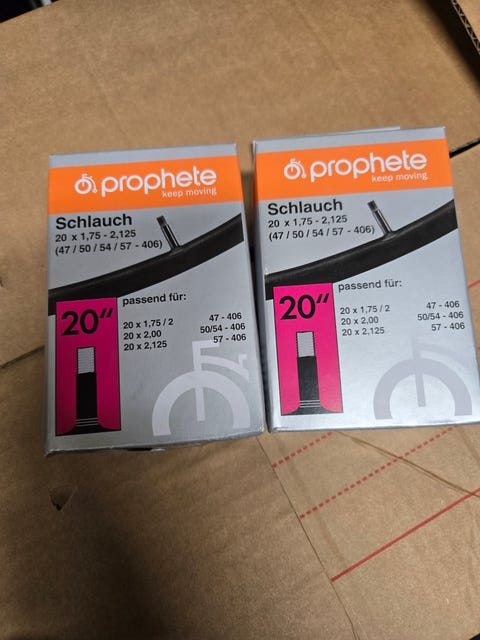 prophete
keep moving
Schlauch
20 x 1,75 - 2,125
(47 / 50 / 54 / 57 - 406)
20"
passend für:
20 x 1,75 / 2 47 - 406
20 x 2,00 50/54 - 406
20 x 2,125 57 - 406
prophete
keep moving
Schlauch
20 x 1,75 - 2,125
(47 / 50 / 54 / 57 - 406)
20"
passend für:
20 x 1,75 / 2 47 - 406
20 x 2,00 50/54 - 406
20 x 2,125 57 - 406